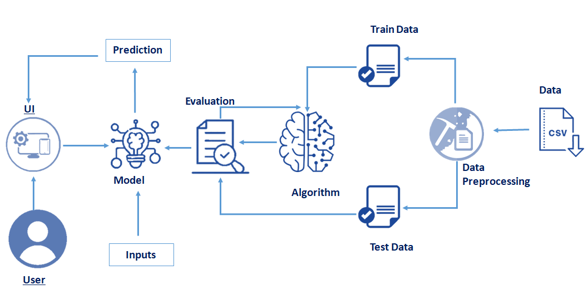 Train Data
Prediction
Data
UI
Evaluation
CSV
Data
Preprocessing
Model
Algorithm
Test Data
Inputs
User